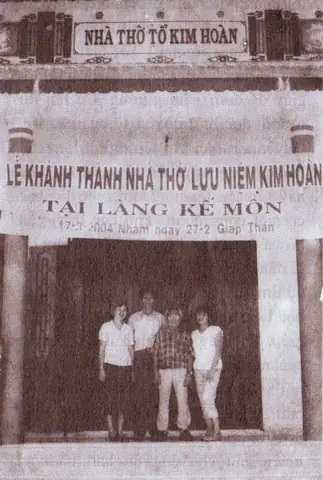 NHÀ THỜ TỔ KIM HOÀN
LỄ KHÁNH THÀNH NHÀ THỜ LƯU NIỆM KIM HOÀN
TẠI LÀNG KẾ MÔN
17-3-2004 Nhằm ngày 27-2 Giáp Thân